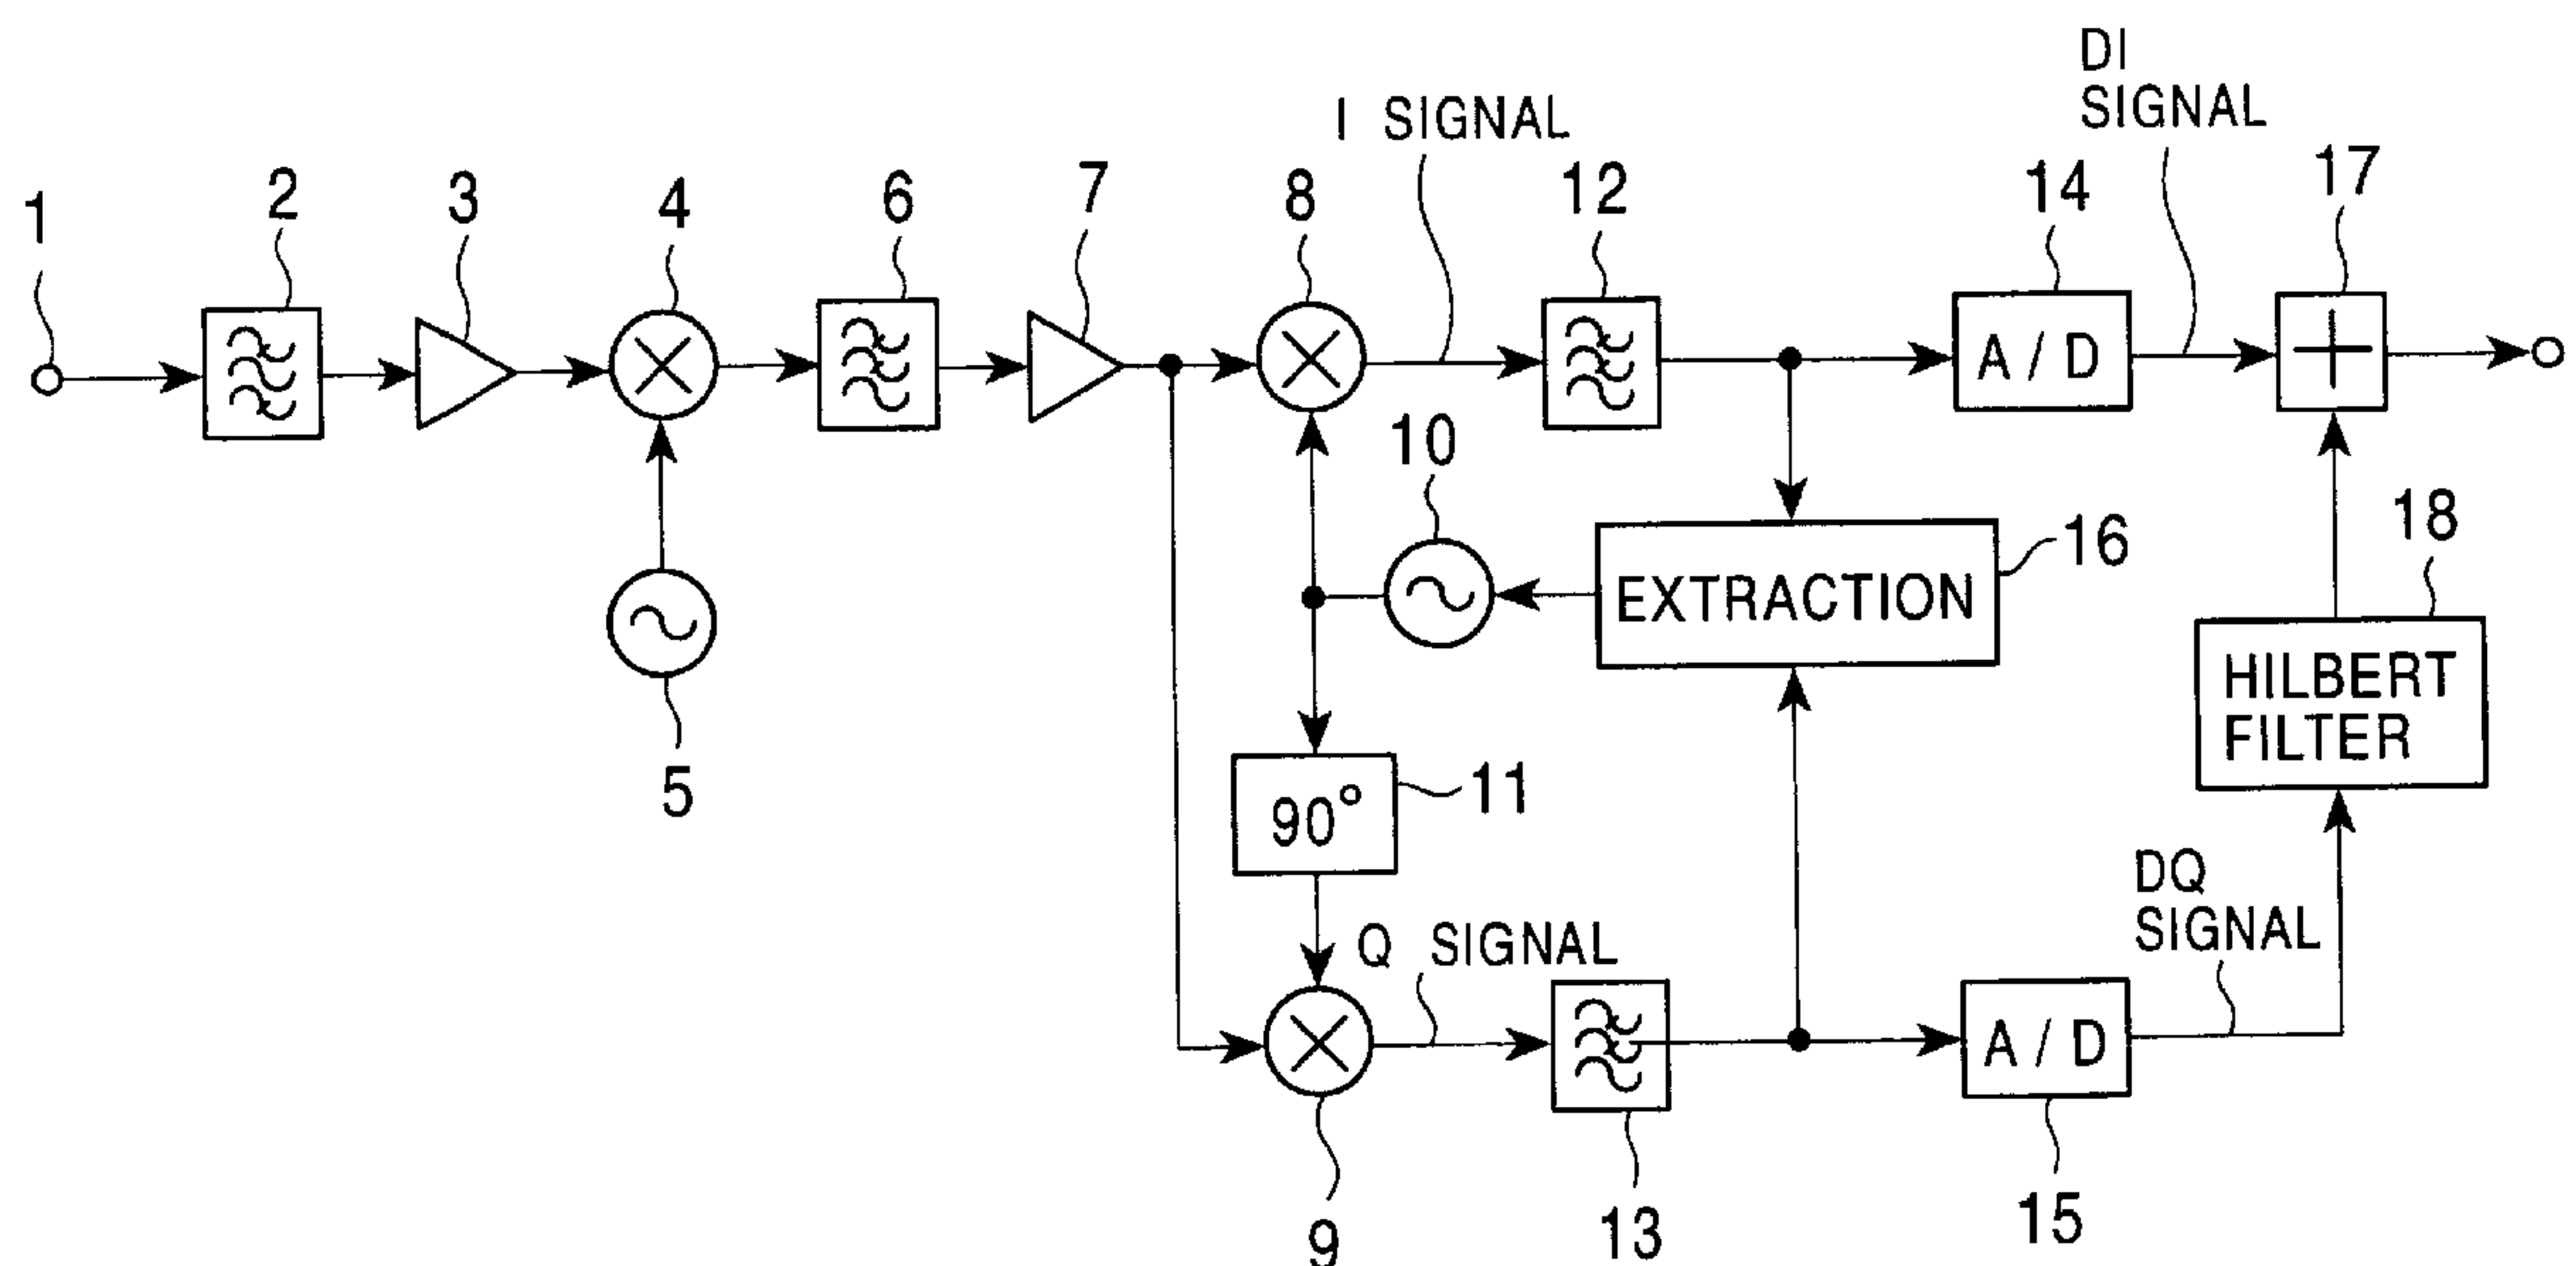 DI
SIGNAL
I SIGNAL
1
2
3
4
6
7
8
12
14
17
A / D
10
16
18
EXTRACTION
5
HILBERT
FILTER
11
90°
DQ
SIGNAL
Q SIGNAL
A / D
9
13
15